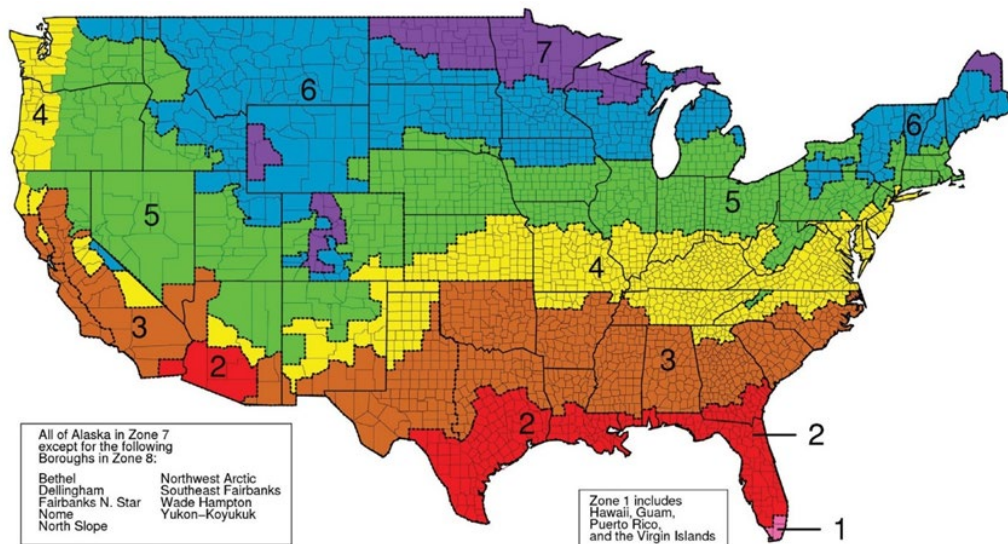 7
6
4
6
5
5
4
3
3
2
2
2
1
All of Alaska in Zone 7
except for the following
Boroughs in Zone 8:
Bethel Northwest Arctic
Dellingham Southeast Fairbanks
Fairbanks N. Star Wade Hampton
Nome Yukon-Koyukuk
North Slope
Zone 1 includes
Hawaii, Guam,
Puerto Rico,
and the Virgin Islands